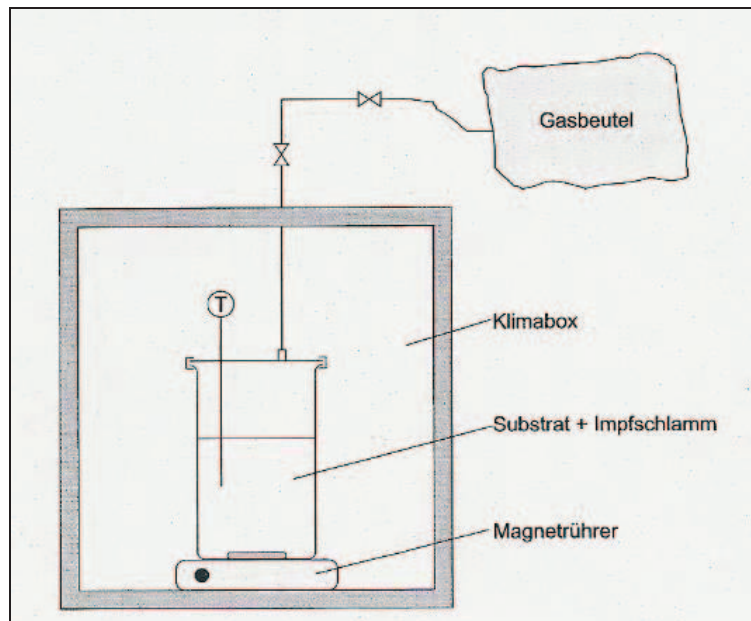 Gasbeutel
T
Klimabox
Substrat + Impfschlamm
Magnetrührer